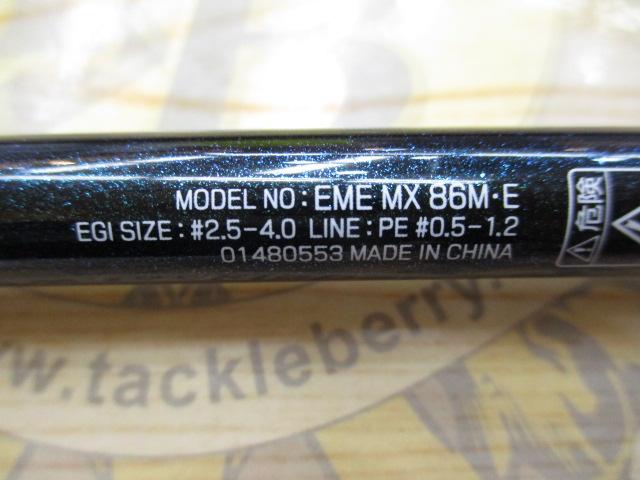 MODEL NO : EME MX 86M·E
EGI SIZE : #2.5-4.0 LINE : PE #0.5-1.2
01480553 MADE IN CHINA
危険
www.tackleberry.